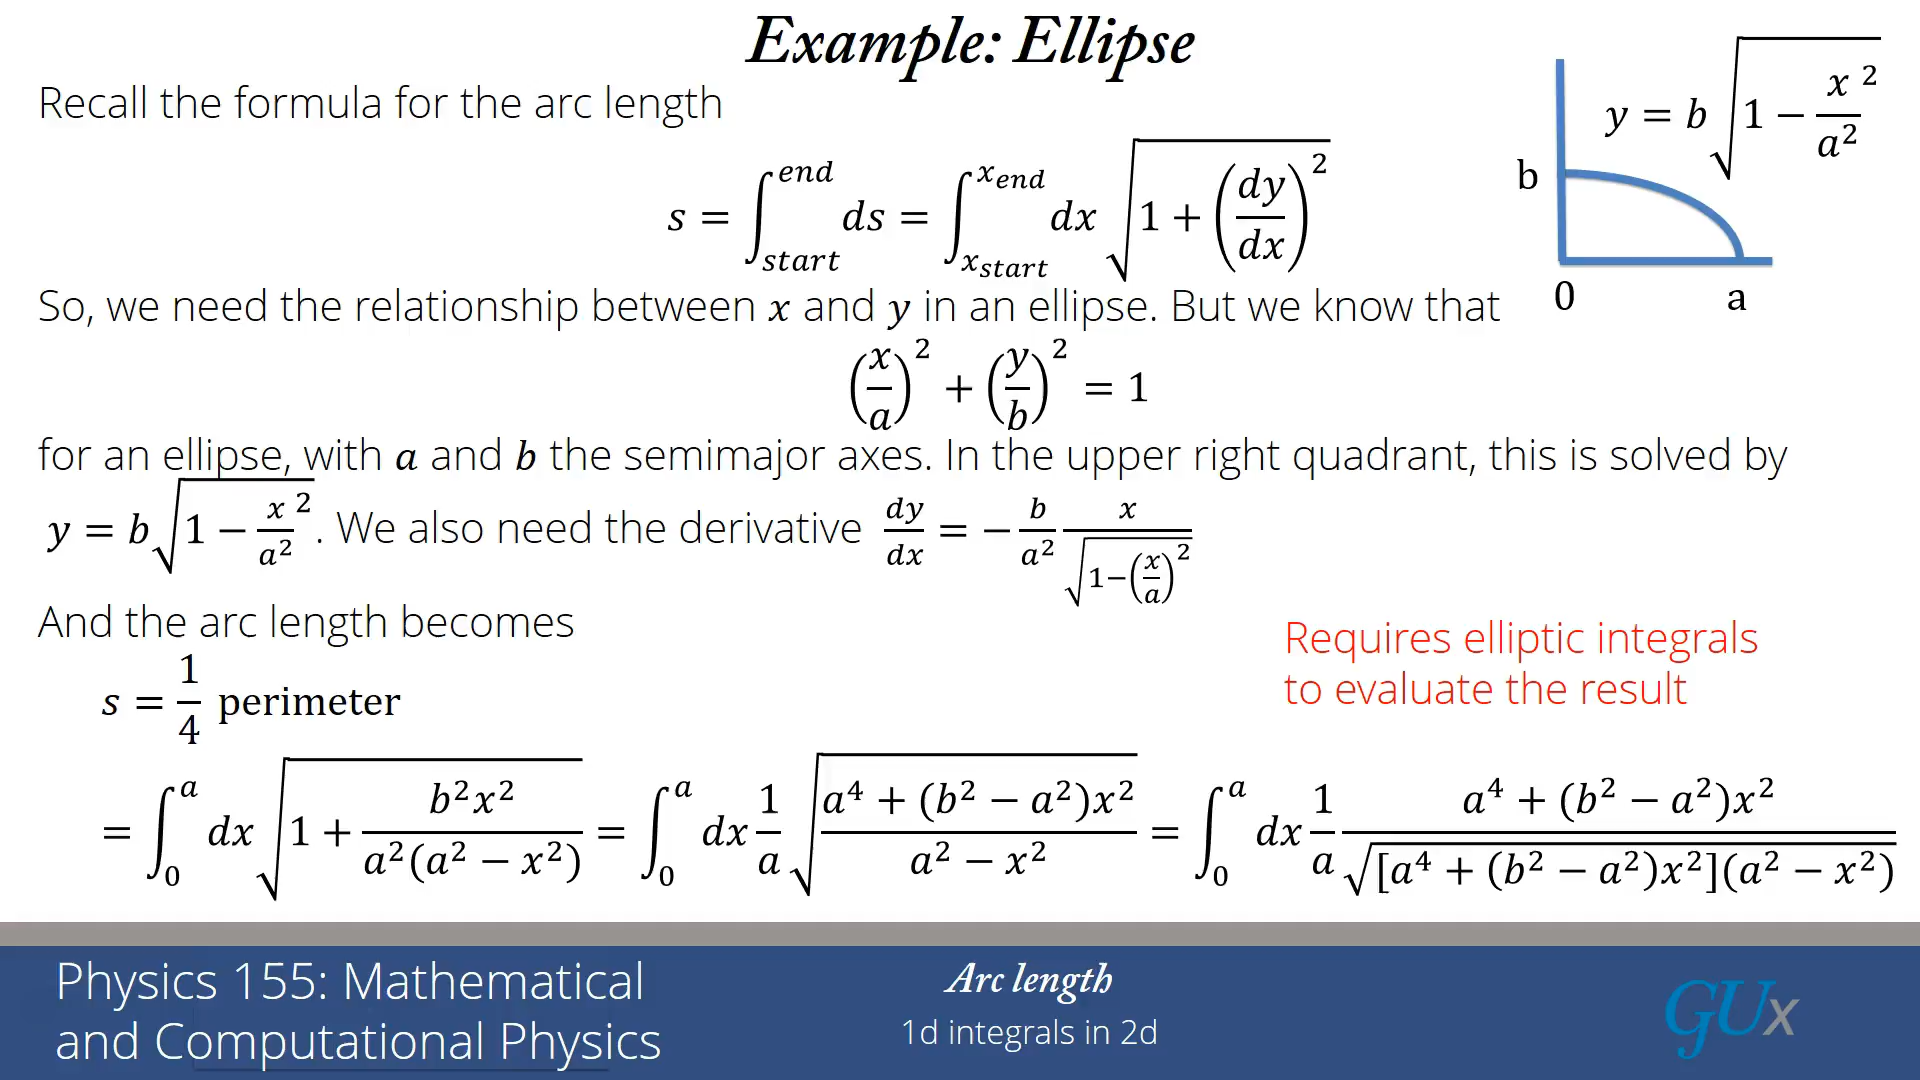 Example: Ellipse
Recall the formula for the arc length
y = b √(1 − x²/a²)
b
0 a
s = ∫_start^end ds = ∫_{x_start}^{x_end} dx √(1 + (dy/dx)²)
So, we need the relationship between x and y in an ellipse. But we know that
(x/a)² + (y/b)² = 1
for an ellipse, with a and b the semimajor axes. In the upper right quadrant, this is solved by
y = b√(1 − x²/a²). We also need the derivative dy/dx = − b/a² x/√(1−(x/a)²)
And the arc length becomes
Requires elliptic integrals
to evaluate the result
s = 1/4 perimeter
= ∫_0^a dx √(1 + b²x²/(a²(a² − x²))) = ∫_0^a dx 1/a √((a⁴ + (b² − a²)x²)/(a² − x²)) = ∫_0^a dx 1/a (a⁴ + (b² − a²)x²)/√([a⁴ + (b² − a²)x²](a² − x²))
Physics 155: Mathematical
and Computational Physics
Arc length
1d integrals in 2d
GUx